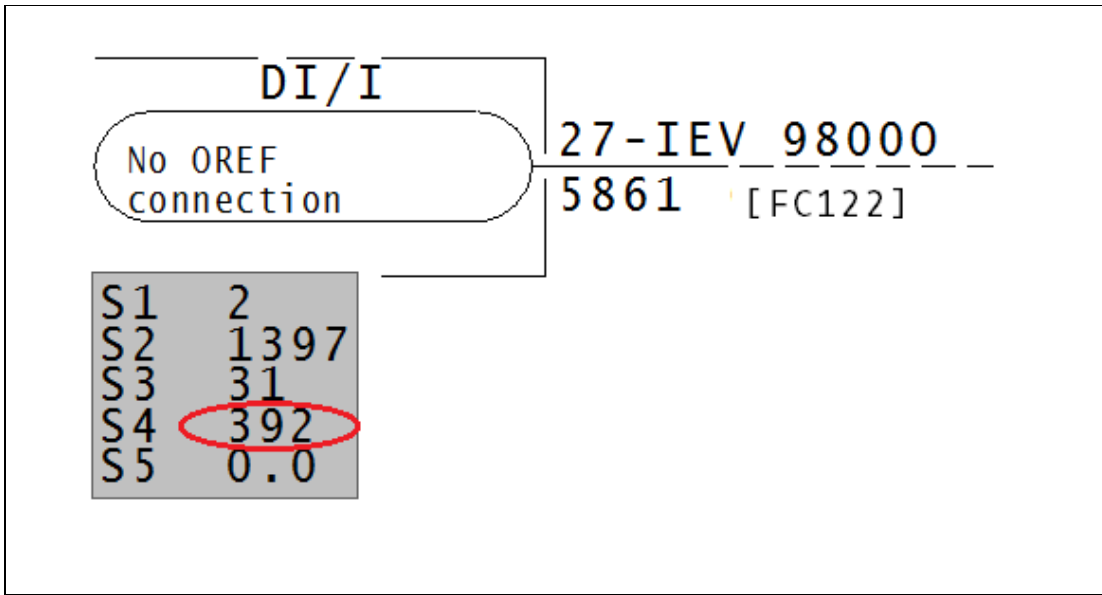 DI/I
No OREF
connection
27-IEV 98000
5861 [FC122]
S1 2
S2 1397
S3 31
S4 392
S5 0.0